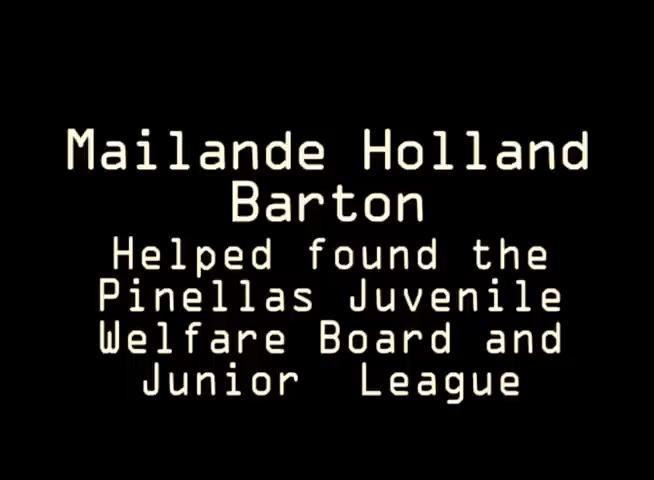 Mailande Holland
Barton
Helped found the
Pinellas Juvenile
Welfare Board and
Junior League